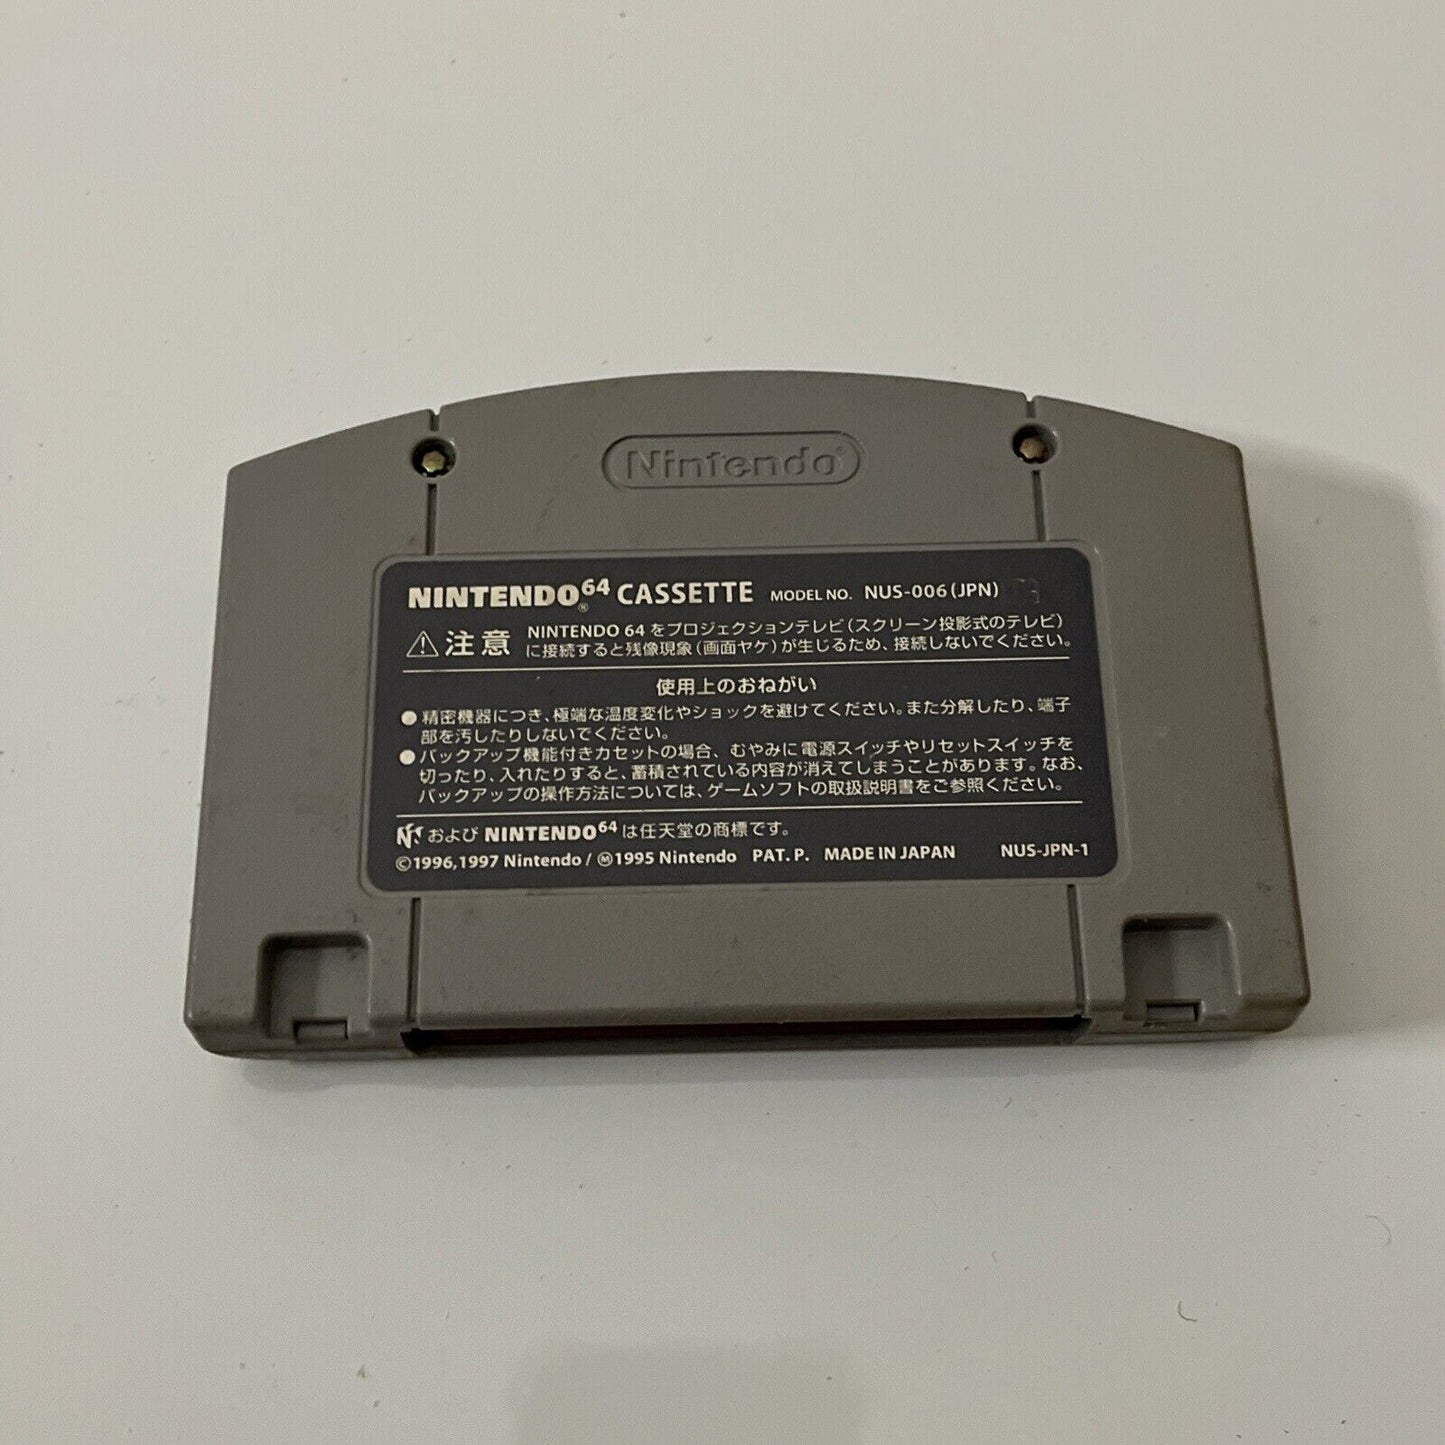 Nintendo®
NINTENDO⁶⁴® CASSETTE MODEL NO. NUS-006(JPN)
⚠注意 NINTENDO 64 をプロジェクションテレビ(スクリーン投影式のテレビ)
に接続すると残像現象(画面ヤケ)が生じるため、接続しないでください。
使用上のおねがい
●精密機器につき、極端な温度変化やショックを避けてください。また分解したり、端子
部を汚したりしないでください。
●バックアップ機能付きカセットの場合、むやみに電源スイッチやリセットスイッチを
切ったり、入れたりすると、蓄積されている内容が消えてしまうことがあります。なお、
バックアップの操作方法については、ゲームソフトの取扱説明書をご参照ください。
および NINTENDO⁶⁴ は任天堂の商標です。
©1996,1997 Nintendo / Ⓜ1995 Nintendo PAT. P. MADE IN JAPAN NUS-JPN-1